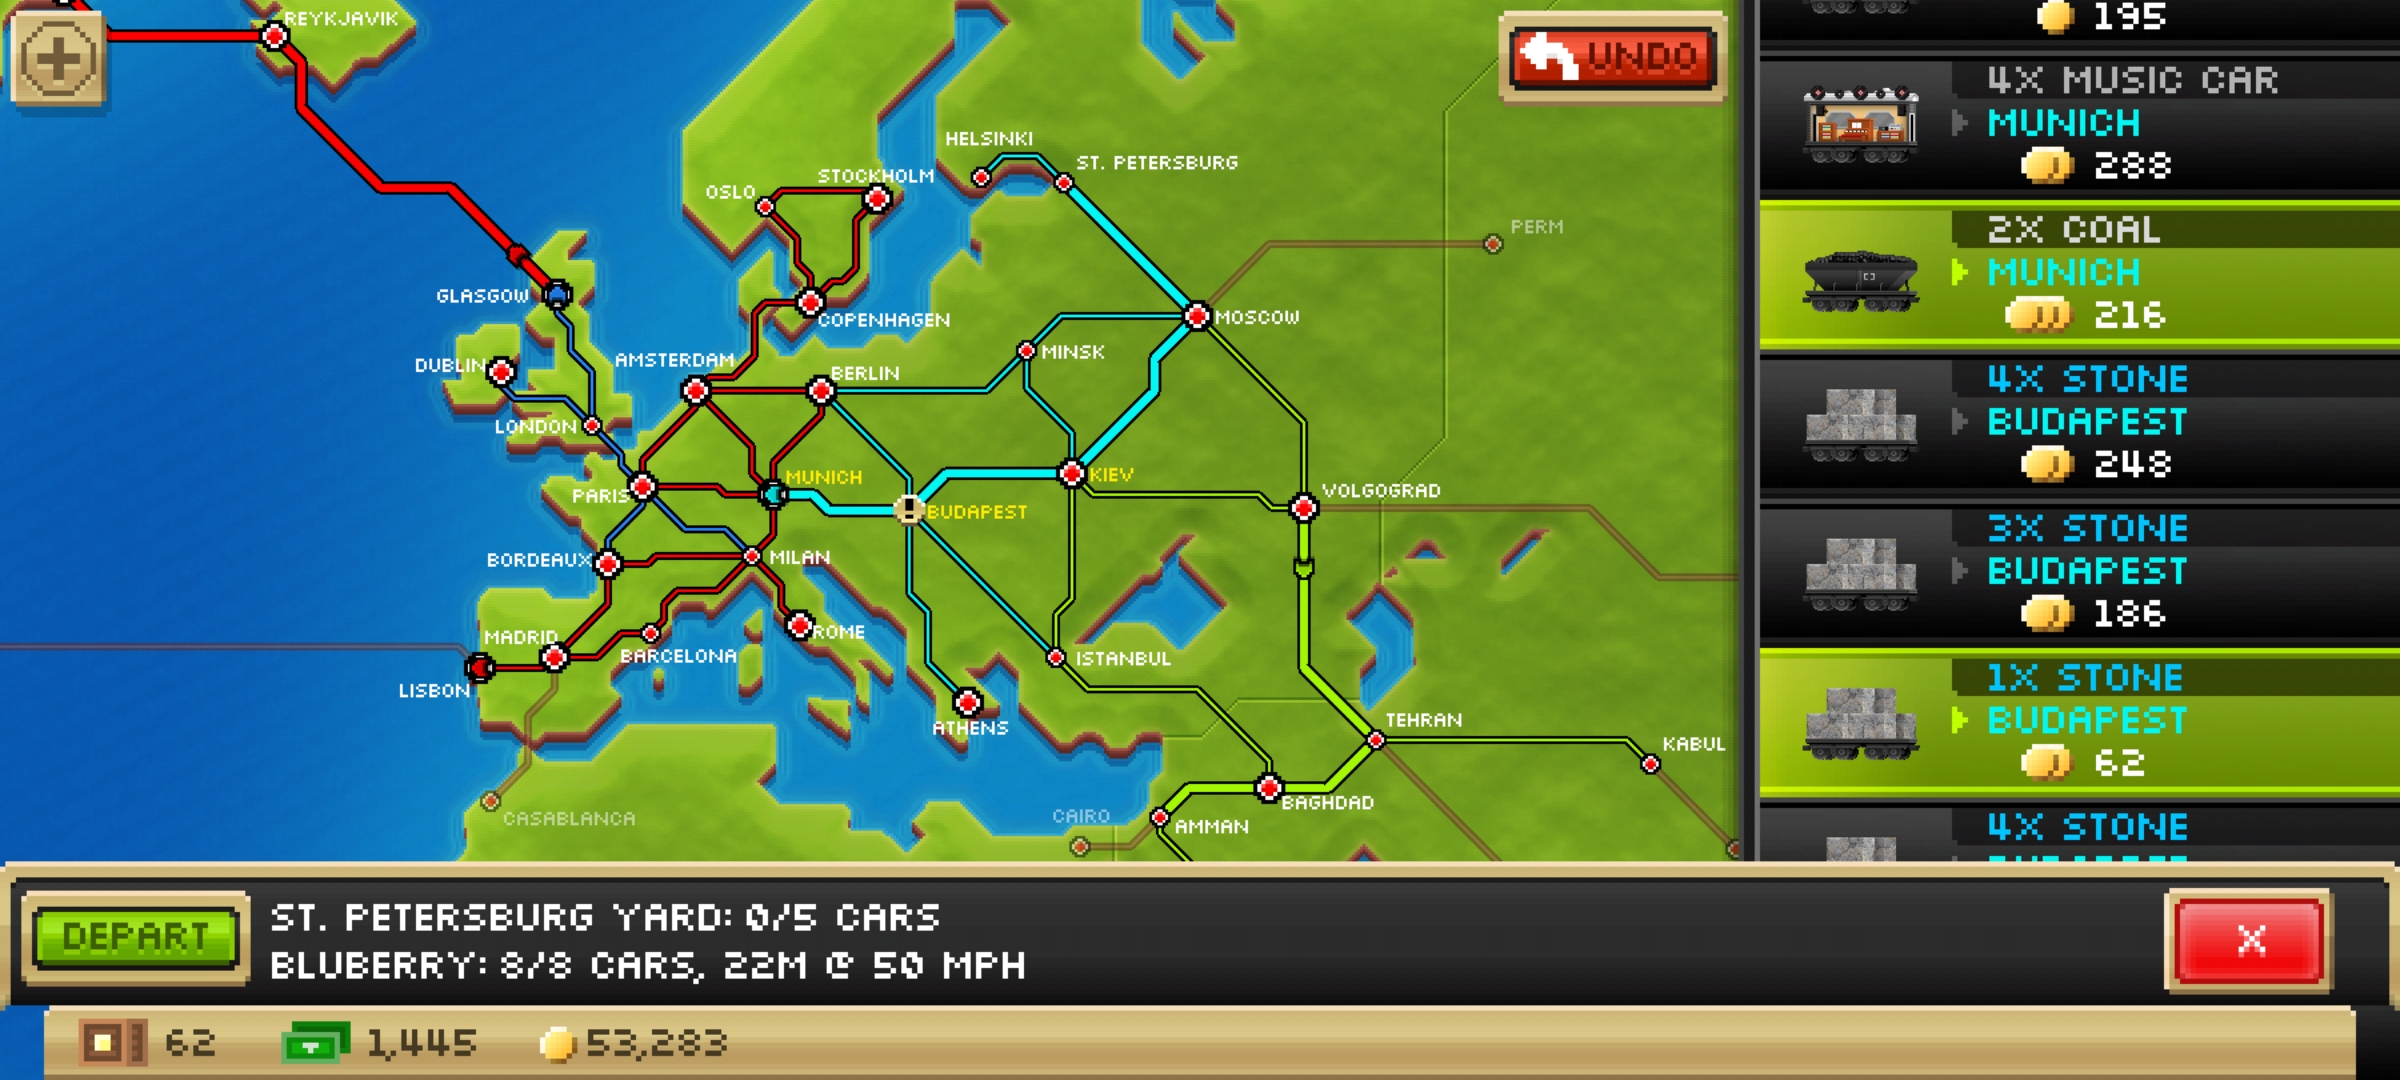 REYKJAVIK
UNDO
HELSINKI
ST. PETERSBURG
STOCKHOLM
OSLO
PERM
GLASGOW
COPENHAGEN
MOSCOW
MINSK
DUBLIN
AMSTERDAM
BERLIN
LONDON
MUNICH
KIEV
PARIS
VOLGOGRAD
BUDAPEST
BORDEAUX
MILAN
MADRID
ROME
BARCELONA
ISTANBUL
LISBON
ATHENS
TEHRAN
KABUL
BAGHDAD
CASABLANCA
CAIRO
AMMAN
195
4X MUSIC CAR
MUNICH
288
2X COAL
MUNICH
216
4X STONE
BUDAPEST
248
3X STONE
BUDAPEST
186
1X STONE
BUDAPEST
62
4X STONE
DEPART
ST. PETERSBURG YARD: 0/5 CARS
BLUBERRY: 8/8 CARS, 22M @ 50 MPH
X
62
1,445
53,283